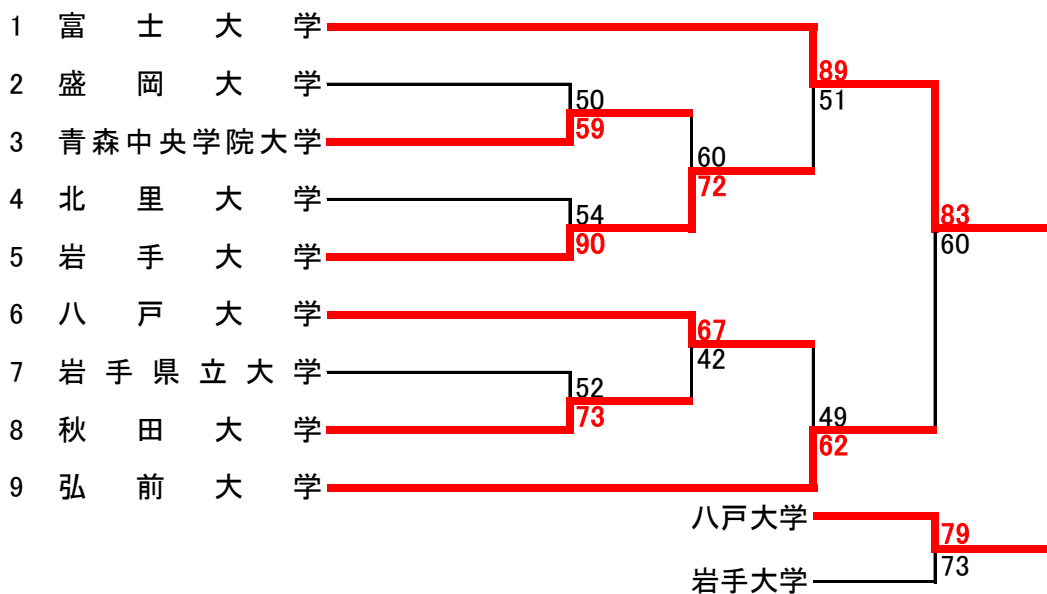 1 富士大学
89
2 盛岡大学
50
51
3 青森中央学院大学
59
60
72
4 北里大学
54
83
5 岩手大学
90
60
6 八戸大学
67
42
7 岩手県立大学
52
8 秋田大学
73
49
62
9 弘前大学
八戸大学
79
73
岩手大学